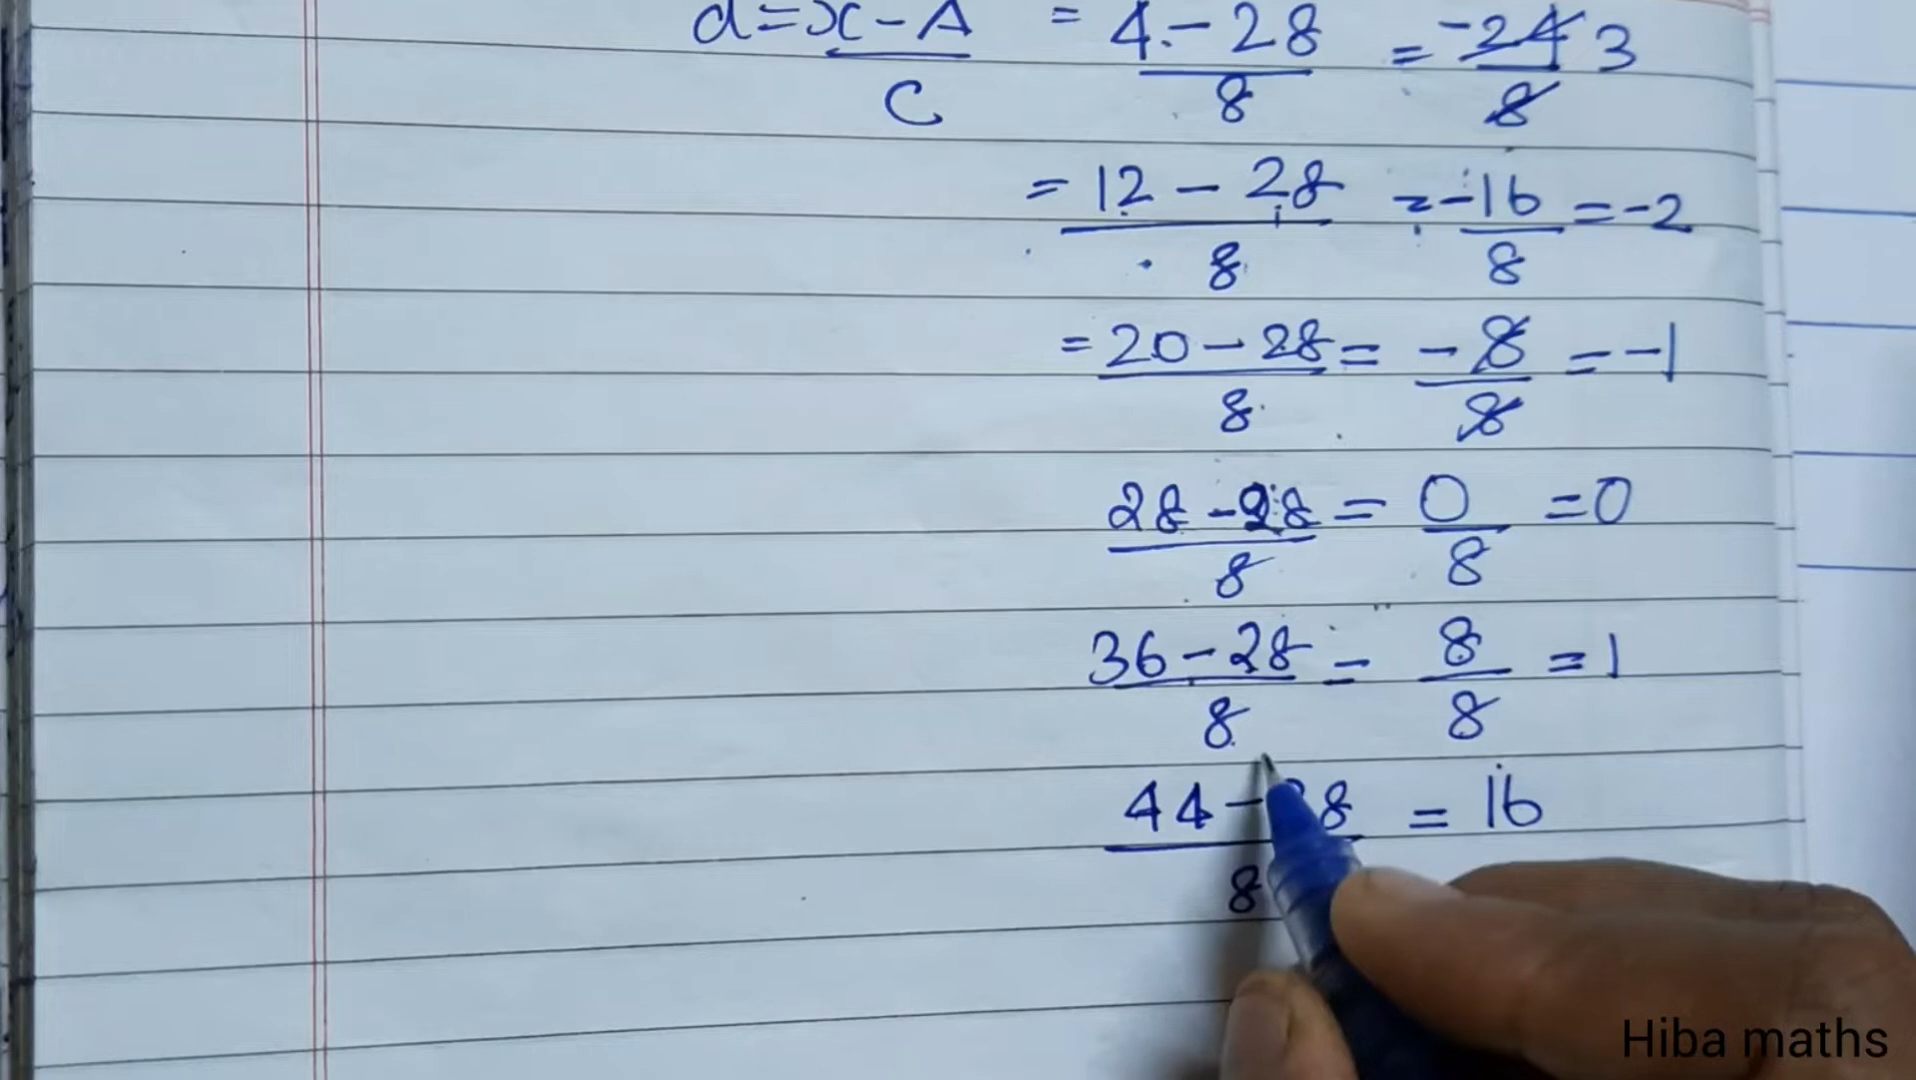 d = x - A = 4 - 28 = -24 3
C 8 8
= 12 - 28 = -16 = -2
8 8
= 20 - 28 = -8 = -1
8 8
28 - 28 = 0 = 0
8 8
36 - 28 = 8 = 1
8 8
44 - 28 = 16
8
Hiba maths